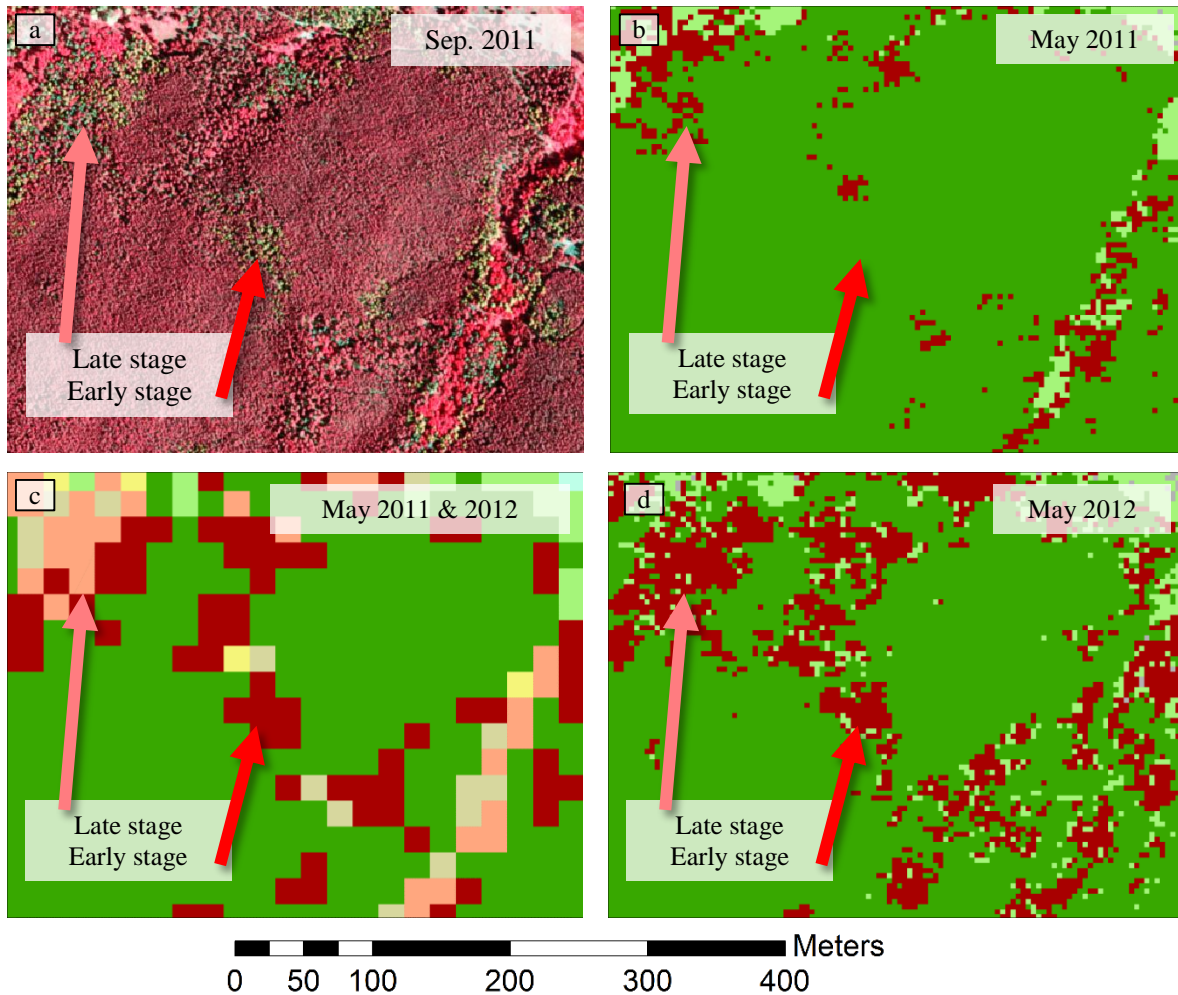 a
Sep. 2011
Late stage
Early stage
b
May 2011
Late stage
Early stage
c
May 2011 & 2012
Late stage
Early stage
d
May 2012
Late stage
Early stage
Meters
0 50 100 200 300 400